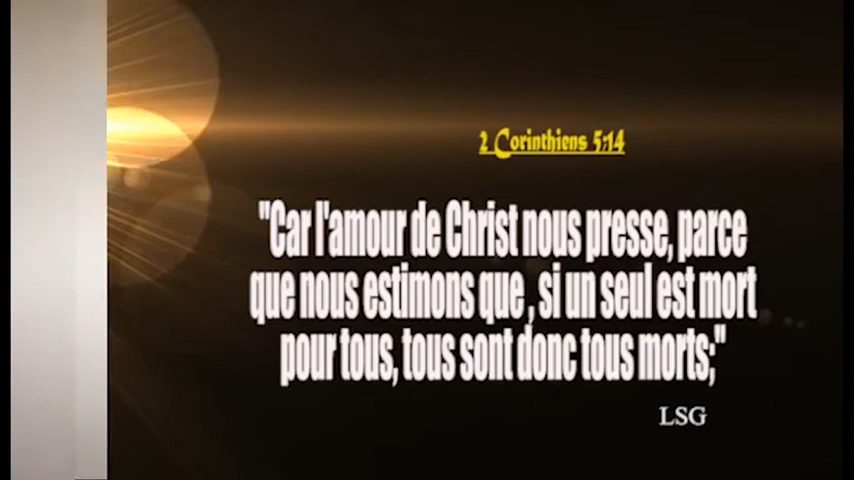 2 Corinthiens 5:14
"Car l'amour de Christ nous presse, parce
que nous estimons que , si un seul est mort
pour tous, tous sont donc tous morts;"
LSG